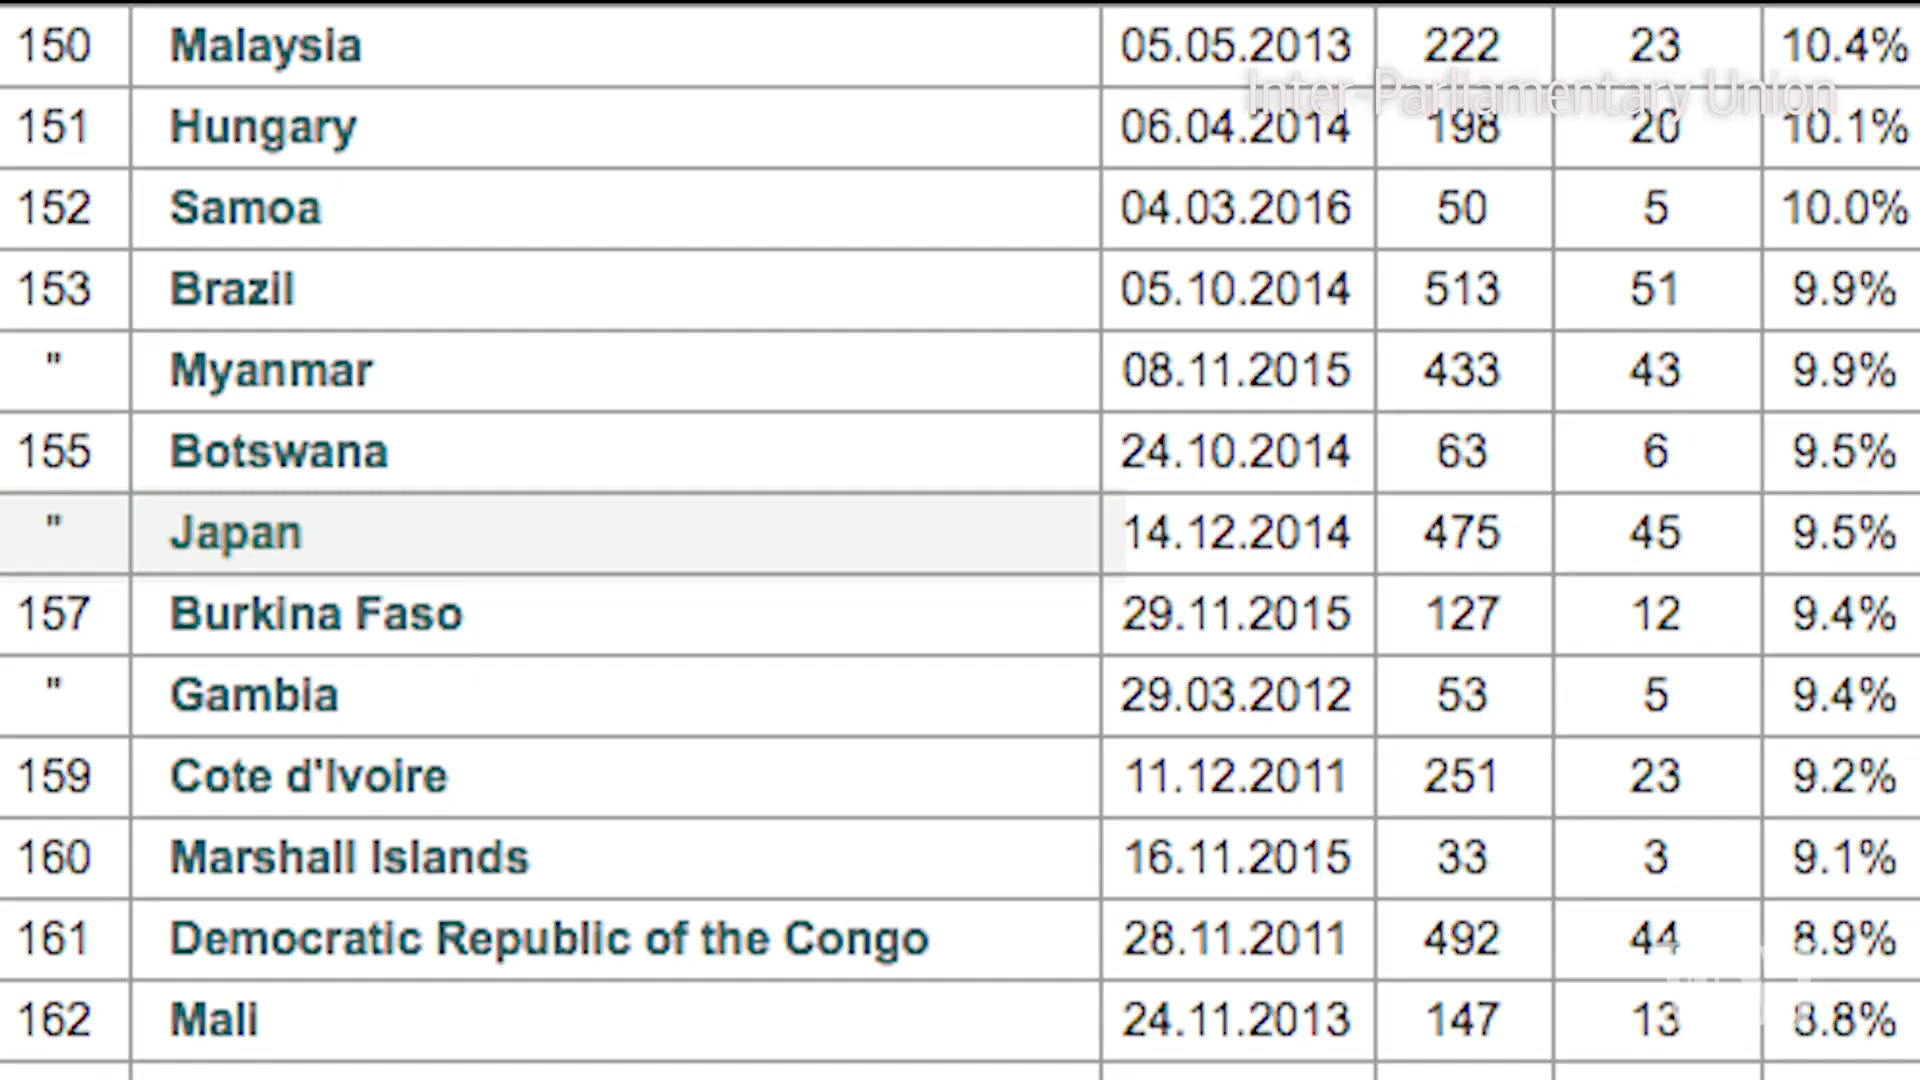 150 Malaysia 05.05.2013 222 23 10.4%
Inter-Parliamentary Union
151 Hungary 06.04.2014 198 20 10.1%
152 Samoa 04.03.2016 50 5 10.0%
153 Brazil 05.10.2014 513 51 9.9%
" Myanmar 08.11.2015 433 43 9.9%
155 Botswana 24.10.2014 63 6 9.5%
" Japan 14.12.2014 475 45 9.5%
157 Burkina Faso 29.11.2015 127 12 9.4%
" Gambia 29.03.2012 53 5 9.4%
159 Cote d'Ivoire 11.12.2011 251 23 9.2%
160 Marshall Islands 16.11.2015 33 3 9.1%
161 Democratic Republic of the Congo 28.11.2011 492 44 8.9%
162 Mali 24.11.2013 147 13 8.8%